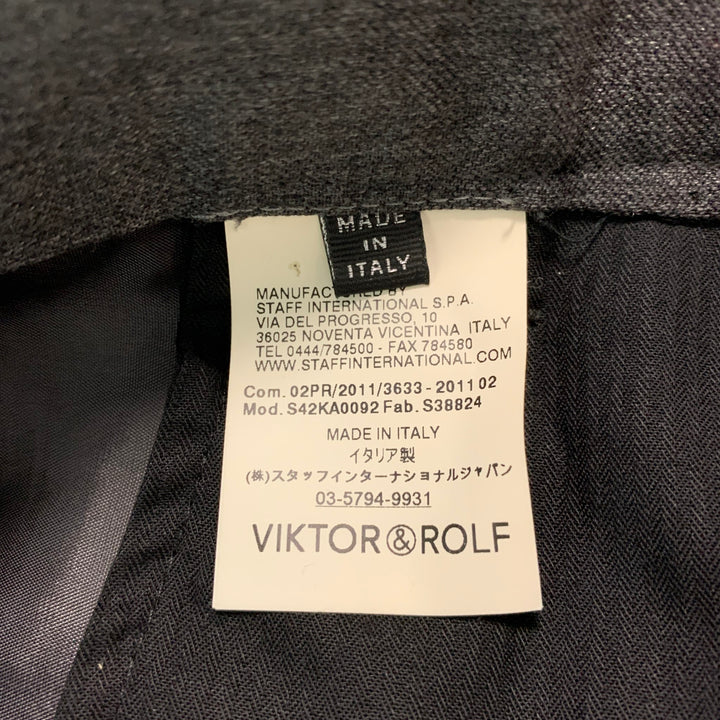 MADE
IN
ITALY
MANUFACTURED BY
STAFF INTERNATIONAL S.P.A.
VIA DEL PROGRESSO, 10
36025 NOVENTA VICENTINA ITALY
TEL 0444/784500 - FAX 784580
WWW.STAFFINTERNATIONAL.COM
Com. 02PR/2011/3633 - 2011 02
Mod. S42KA0092 Fab. S38824
MADE IN ITALY
イタリア製
(株)スタッフインターナショナルジャパン
03-5794-9931
VIKTOR&ROLF